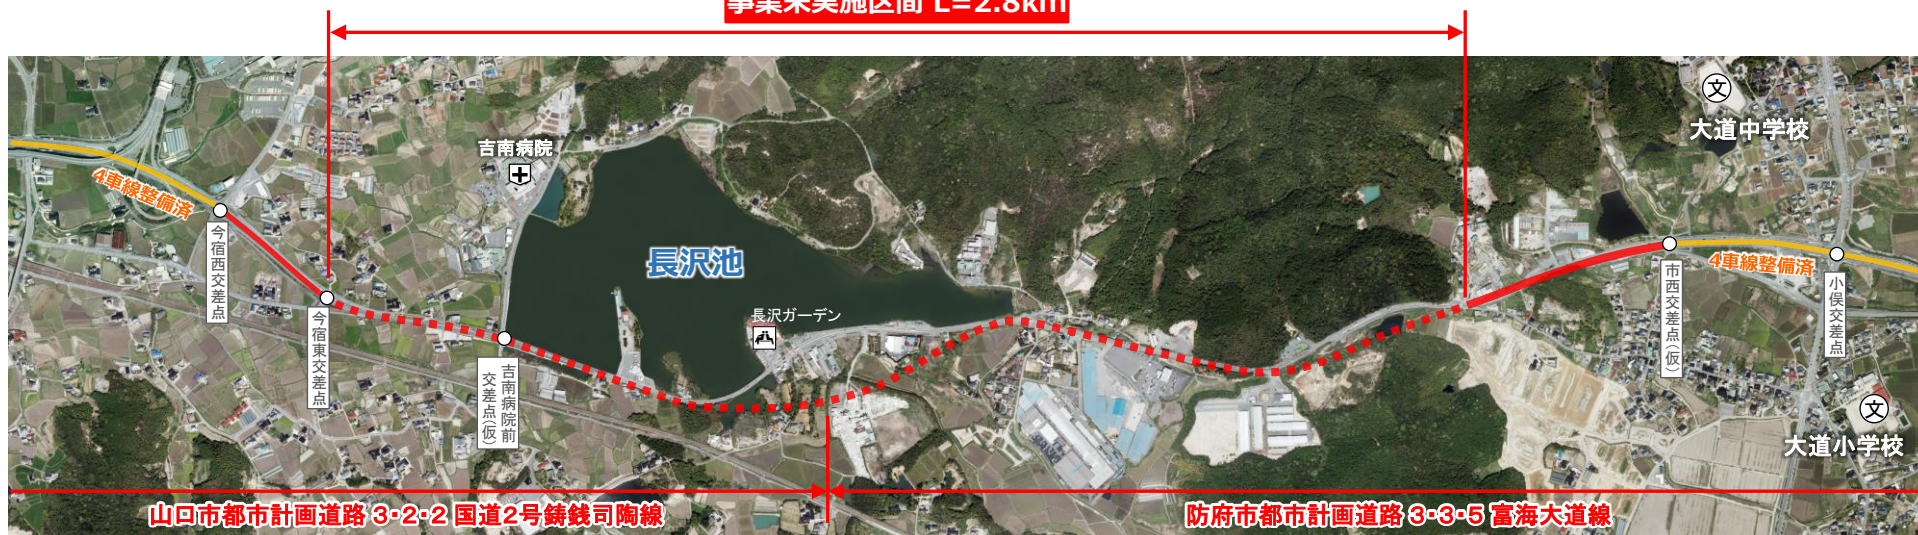 事業未実施区間 L=2.8km
文
大道中学校
吉南病院
4車線整備済
今宿西交差点
長沢池
4車線整備済
市西交差点(仮)
小俣交差点
今宿東交差点
長沢ガーデン
吉南病院前
交差点(仮)
文
大道小学校
山口市都市計画道路 3・2・2 国道2号鋳銭司陶線
防府市都市計画道路 3・3・5 富海大道線